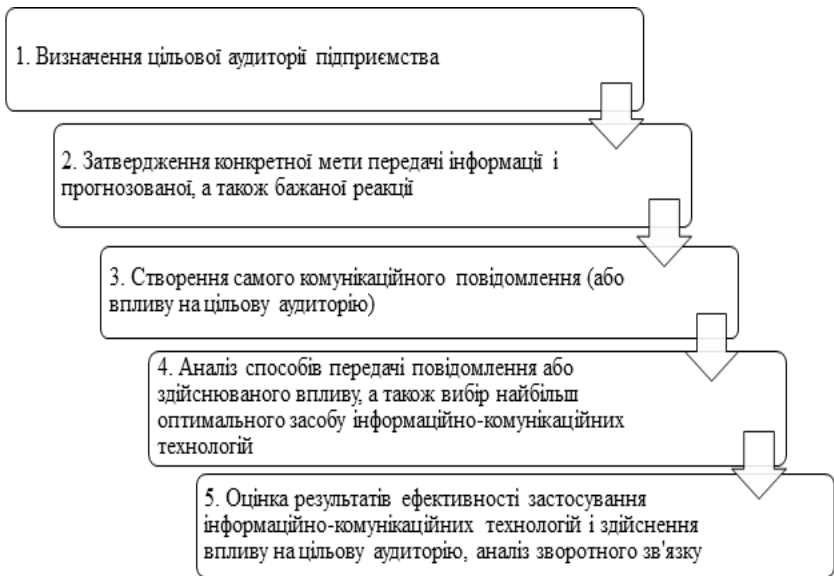 1. Визначення цільової аудиторії підприємства
2. Затвердження конкретної мети передачі інформації і
прогнозованої, а також бажаної реакції
3. Створення самого комунікаційного повідомлення (або
впливу на цільову аудиторію)
4. Аналіз способів передачі повідомлення або
здійснюваного впливу, а також вибір найбільш
оптимального засобу інформаційно-комунікаційних
технологій
5. Оцінка результатів ефективності застосування
інформаційно-комунікаційних технологій і здійснення
впливу на цільову аудиторію, аналіз зворотного зв'язку